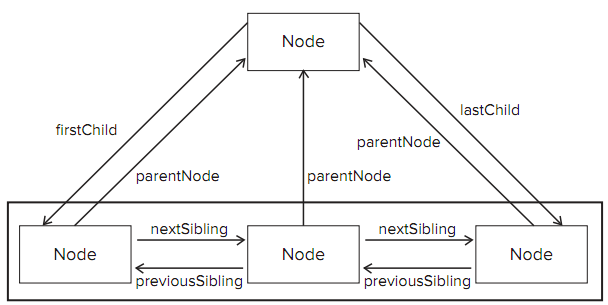 Node
firstChild
lastChild
parentNode
parentNode
parentNode
nextSibling
nextSibling
Node
Node
Node
previousSibling
previousSibling